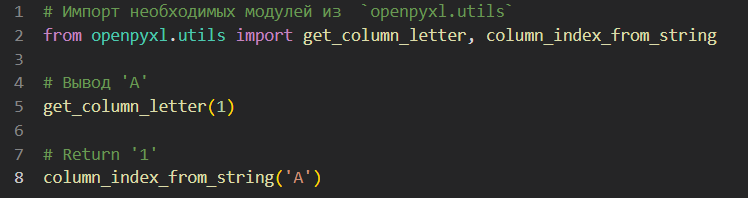 1 # Импорт необходимых модулей из  `openpyxl.utils`
2 from openpyxl.utils import get_column_letter, column_index_from_string
3
4 # Вывод 'A'
5 get_column_letter(1)
6
7 # Return '1'
8 column_index_from_string('A')